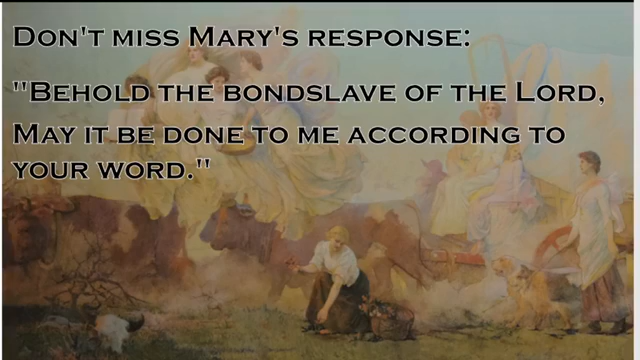 Don't miss Mary's response:
"Behold the bondslave of the Lord,
May it be done to me according to
your word."